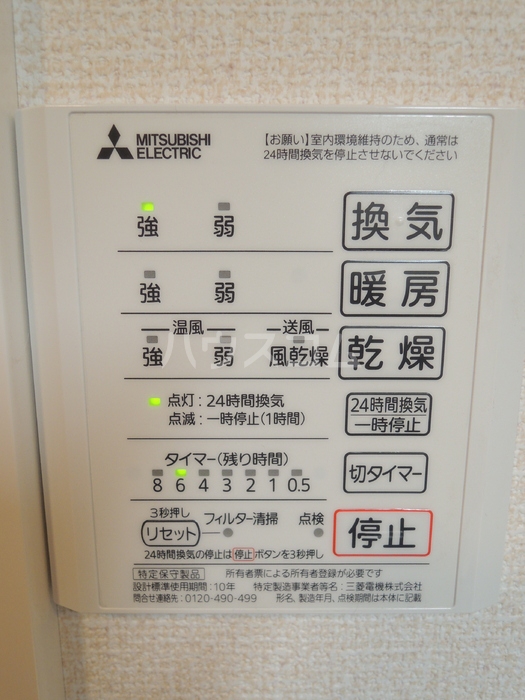 MITSUBISHI
ELECTRIC
【お願い】室内環境維持のため、通常は
24時間換気を停止させないでください
強 弱 換気
強 弱 暖房
温風 送風
強 弱 風乾燥 乾燥
ハウスコム
点灯：24時間換気
点滅：一時停止(1時間)
24時間換気
一時停止
タイマー(残り時間)
8 6 4 3 2 1 0.5
切タイマー
3秒押し
リセット フィルター清掃 点検
停止
24時間換気の停止は 停止 ボタンを3秒押し
特定保守製品 所有者票による所有者登録が必要です
設計標準使用期間：10年 特定製造事業者等名：三菱電機株式会社
問合せ連絡先：0120-490-499 形名、製造年月、点検期間は本体に記載